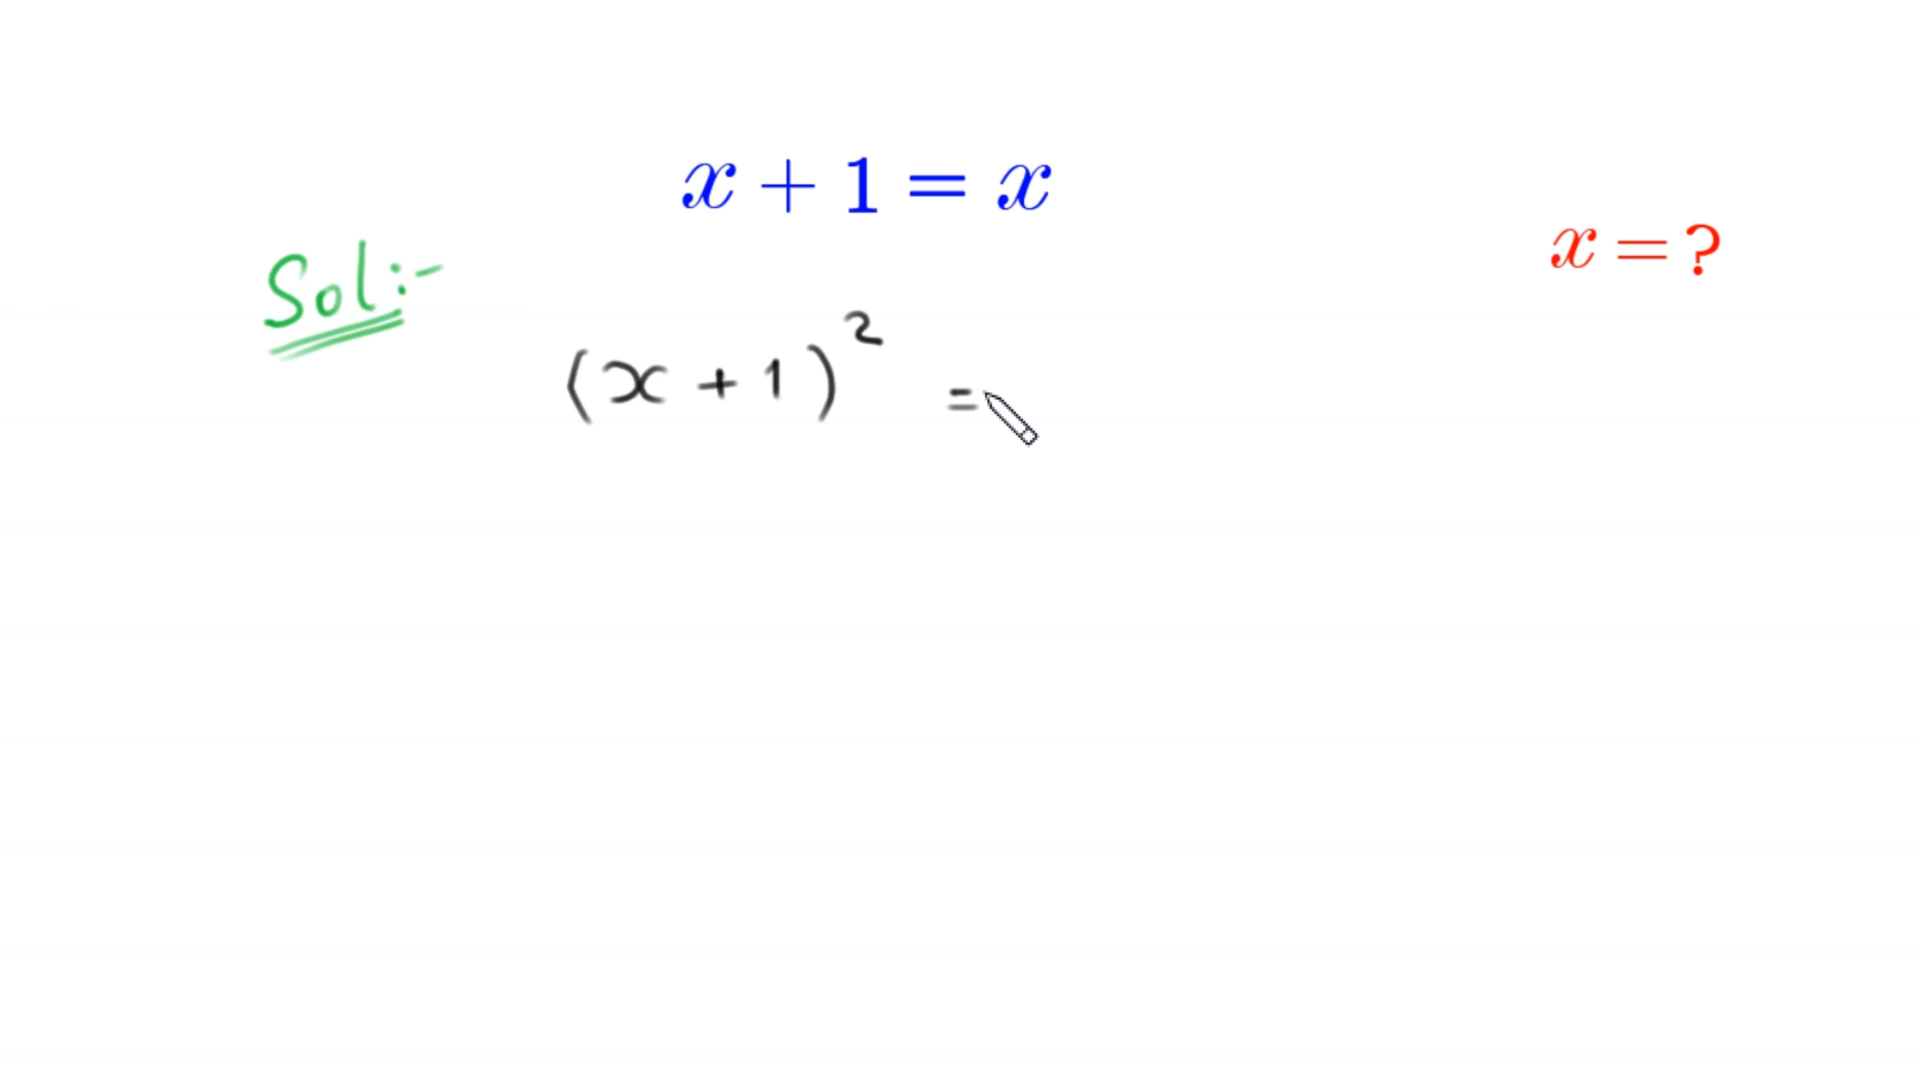 x + 1 = x
x = ?
Sol:-
(x + 1)² =